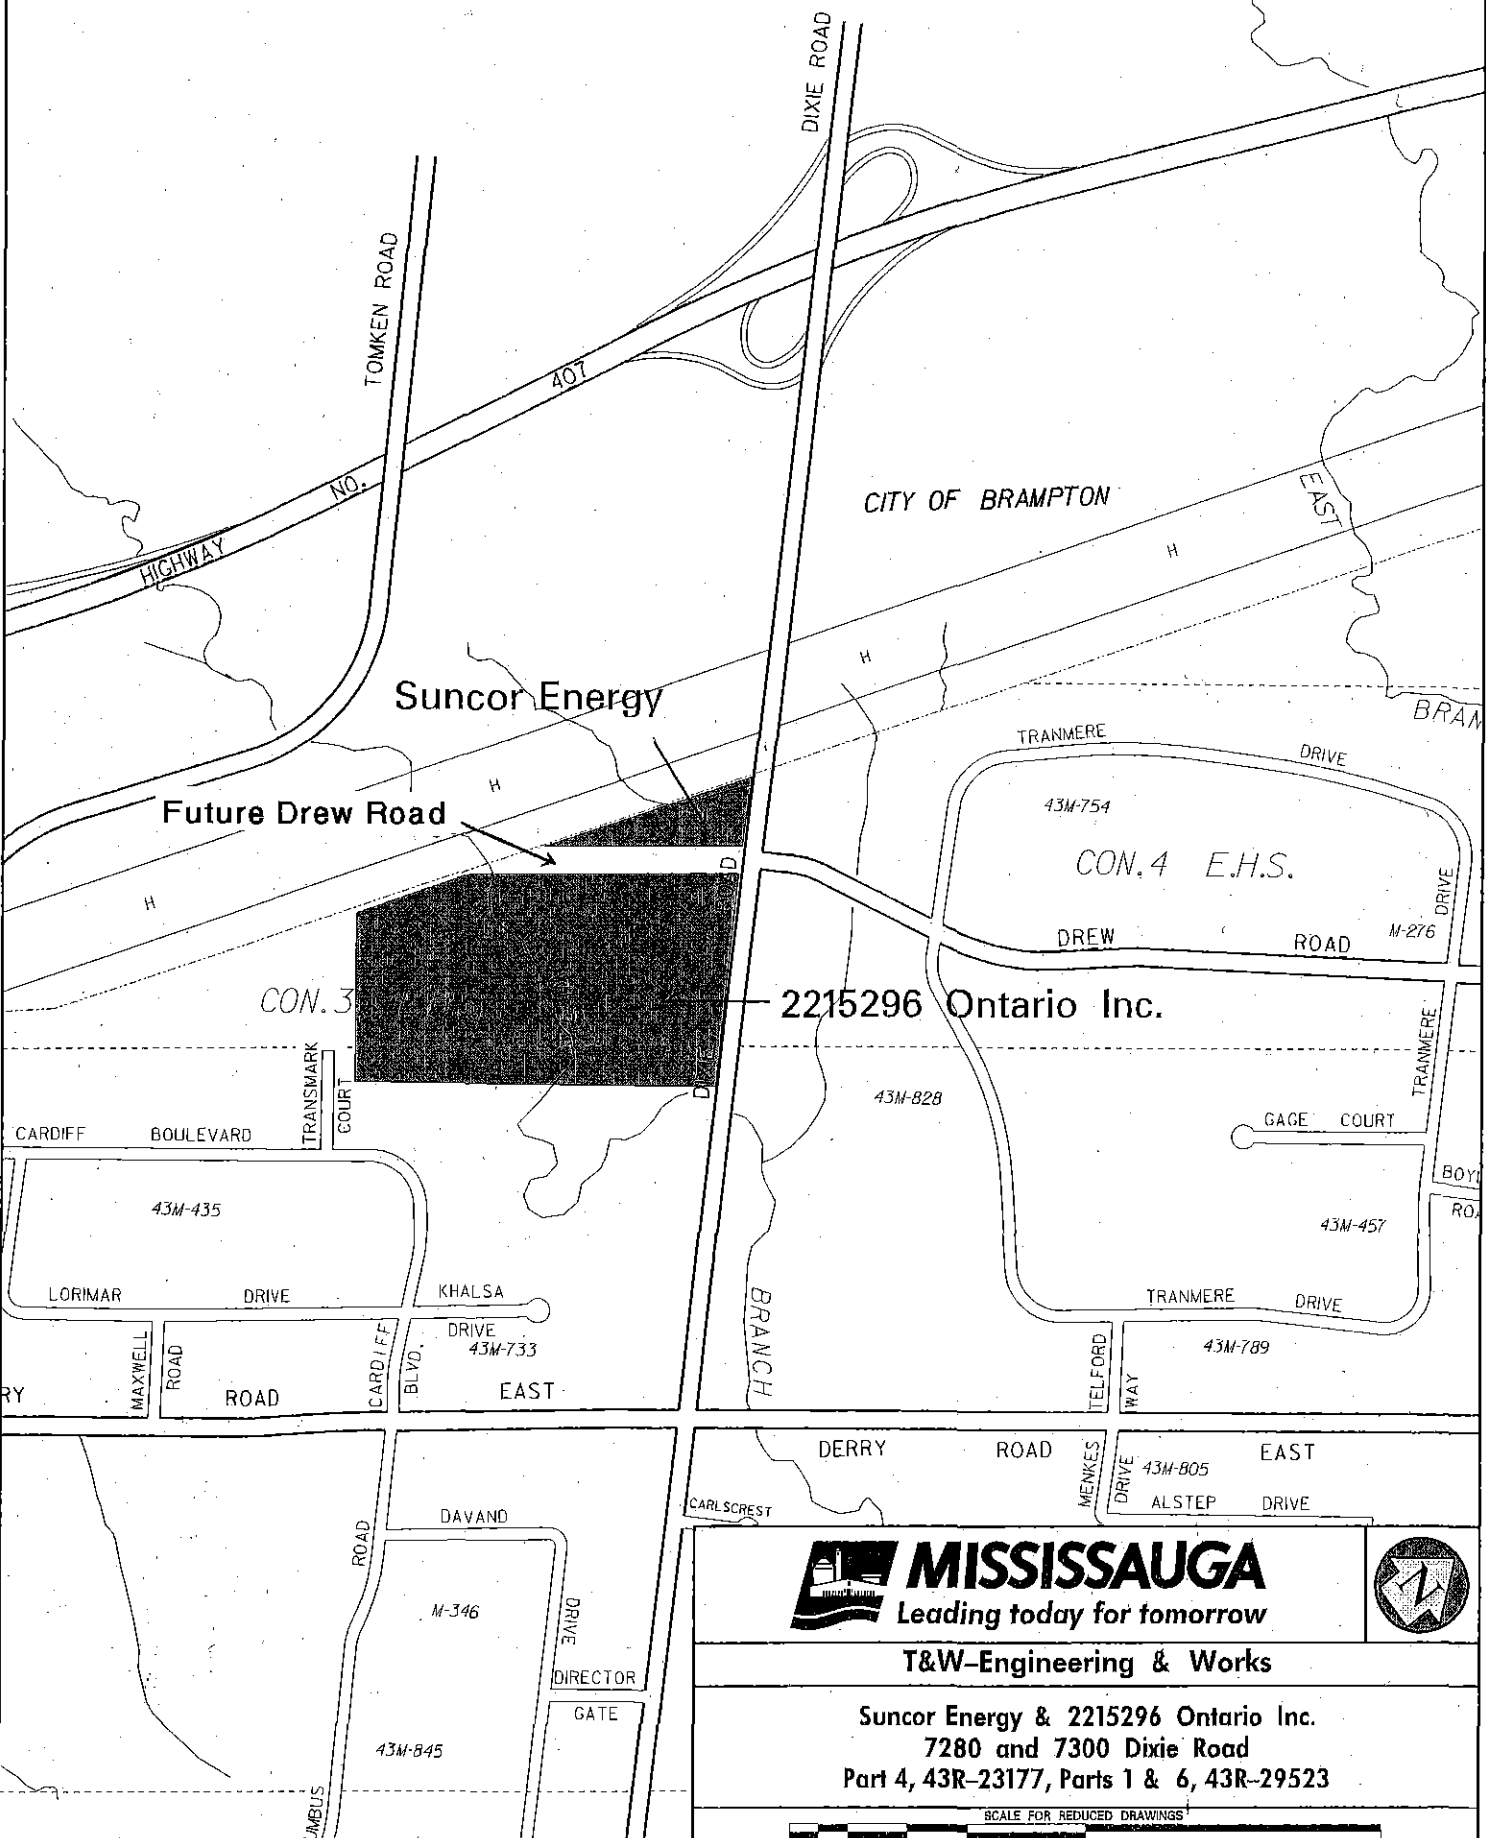 DIXIE ROAD
TOMKEN ROAD
407
NO.
HIGHWAY
CITY OF BRAMPTON
EAST
H
H
Suncor Energy
H
H
Future Drew Road
TRANMERE DRIVE
43M-754
CON. 4 E.H.S.
DRIVE
M-276
DREW ROAD
CON. 3
2215296 Ontario Inc.
TRANMERE
TRANSMARK
COURT
43M-828
GAGE COURT
CARDIFF BOULEVARD
43M-435
43M-457
LORIMAR DRIVE
KHALSA
DRIVE
43M-733
TRANMERE DRIVE
43M-789
BRANCH
MAXWELL
ROAD
CARDIFF
BLVD.
TELFORD
WAY
ROAD EAST
DERRY ROAD EAST
MENKES
DRIVE
43M-805
ALSTEP DRIVE
CARLSCREST
DAVAND
DRIVE
ROAD
M-346
DIRECTOR
GATE
43M-845
MISSISSAUGA
Leading today for tomorrow
N
T&W-Engineering & Works
Suncor Energy & 2215296 Ontario Inc.
7280 and 7300 Dixie Road
Part 4, 43R-23177, Parts 1 & 6, 43R-29523
SCALE FOR REDUCED DRAWINGS